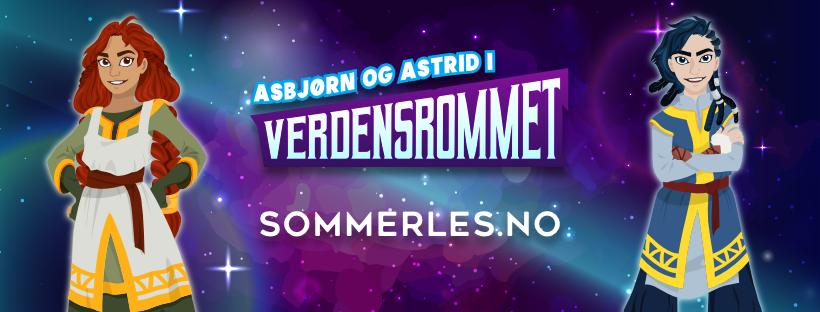 ASBJØRN OG ASTRID I
VERDENSROMMET
SOMMERLES.NO